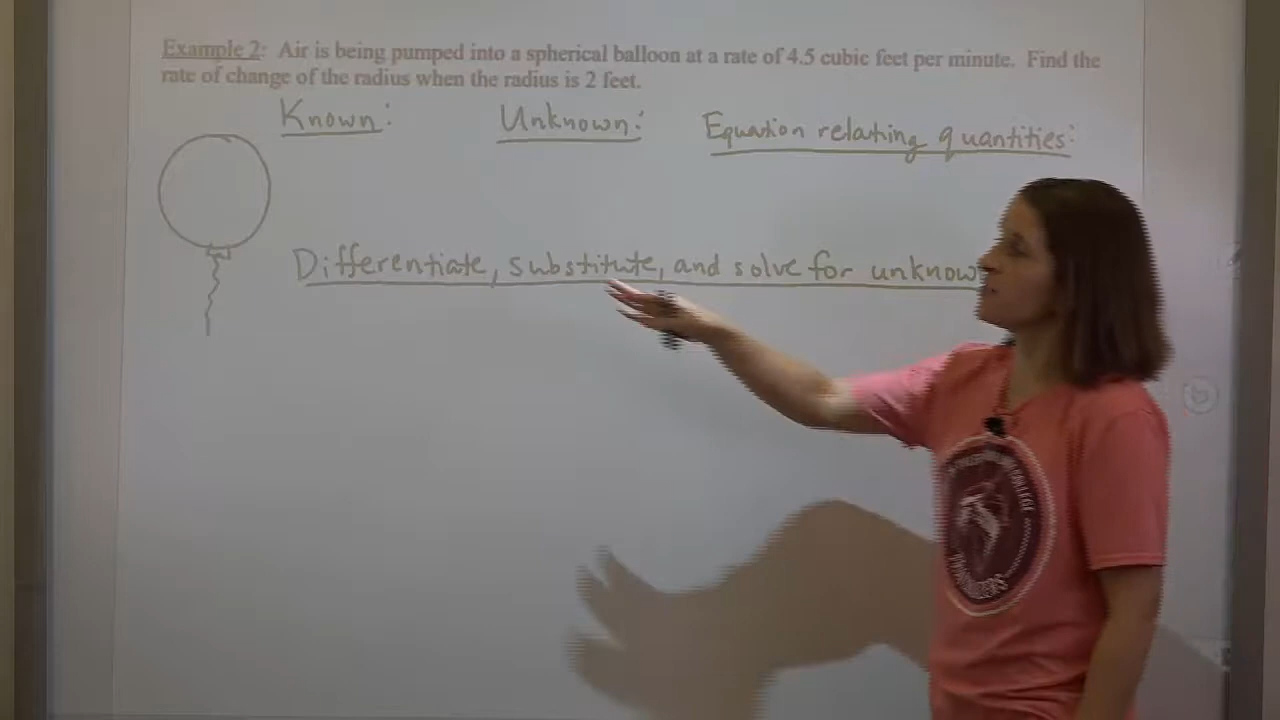 Example 2: Air is being pumped into a spherical balloon at a rate of 4.5 cubic feet per minute. Find the
rate of change of the radius when the radius is 2 feet.
Known:
Unknown:
Equation relating quantities:
Differentiate, substitute, and solve for unknow